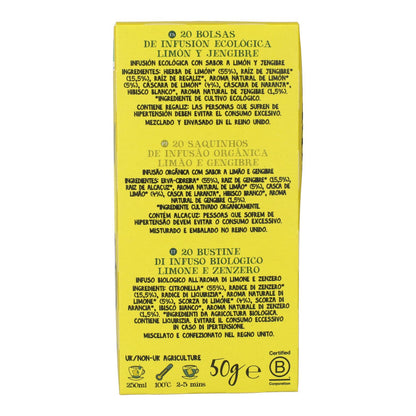 ES 20 BOLSAS
DE INFUSIÓN ECOLÓGICA
LIMÓN Y JENGIBRE
INFUSIÓN ECOLÓGICA CON SABOR A LIMÓN Y JENGIBRE
INGREDIENTES: HIERBA DE LIMÓN* (55%), RAÍZ DE JENGIBRE*
(15,5%), RAÍZ DE REGALIZ*, AROMA NATURAL DE LIMÓN*
(5%), CÁSCARA DE LIMÓN* (4%), CÁSCARA DE NARANJA*,
HIBISCO BLANCO*, AROMA NATURAL DE JENGIBRE* (1,5%).
*INGREDIENTE DE CULTIVO ECOLÓGICO.
CONTIENE REGALIZ: LAS PERSONAS QUE SUFREN DE
HIPERTENSIÓN DEBEN EVITAR EL CONSUMO EXCESIVO.
MEZCLADO Y ENVASADO EN EL REINO UNIDO.
20 SAQUINHOS
DE INFUSÃO ORGÂNICA
LIMÃO E GENGIBRE
INFUSÃO ORGÂNICA COM SABOR A LIMÃO E GENGIBRE
INGREDIENTES: ERVA-CIDREIRA* (55%), RAIZ DE GENGIBRE* (15,5%),
RAIZ DE ALCAÇUZ*, AROMA NATURAL DE LIMÃO* (5%), CASCA DE
LIMÃO* (4%), CASCA DE LARANJA*, HIBISCO BRANCO*, AROMA
NATURAL DE GENGIBRE* (1,5%).
*INGREDIENTE CULTIVADO ORGANICAMENTE.
CONTÉM ALCAÇUZ: PESSOAS QUE SOFREM DE
HIPERTENSÃO DEVEM EVITAR O CONSUMO EXCESSIVO.
MISTURADO E EMBALADO NO REINO UNIDO.
IT 20 BUSTINE
DI INFUSO BIOLOGICO
LIMONE E ZENZERO
INFUSO BIOLOGICO ALL'AROMA DI LIMONE E ZENZERO
INGREDIENTI: CITRONELLA* (55%), RADICE DI ZENZERO*
(15,5%), RADICE DI LIQUIRIZIA*, AROMA NATURALE DI
LIMONE* (5%), SCORZA DI LIMONE* (4%), SCORZA DI
ARANCIA*, IBISCO BIANCO*, AROMA NATURALE DI ZENZERO*
(1,5%). *INGREDIENTI DA AGRICOLTURA BIOLOGICA.
CONTIENE LIQUIRIZIA: EVITARE IL CONSUMO ECCESSIVO
IN CASO DI IPERTENSIONE.
MISCELATO E CONFEZIONATO NEL REGNO UNITO.
UK/NON-UK AGRICULTURE
250ml 100°C 2-5 mins
50g e
Certified
B
Corporation